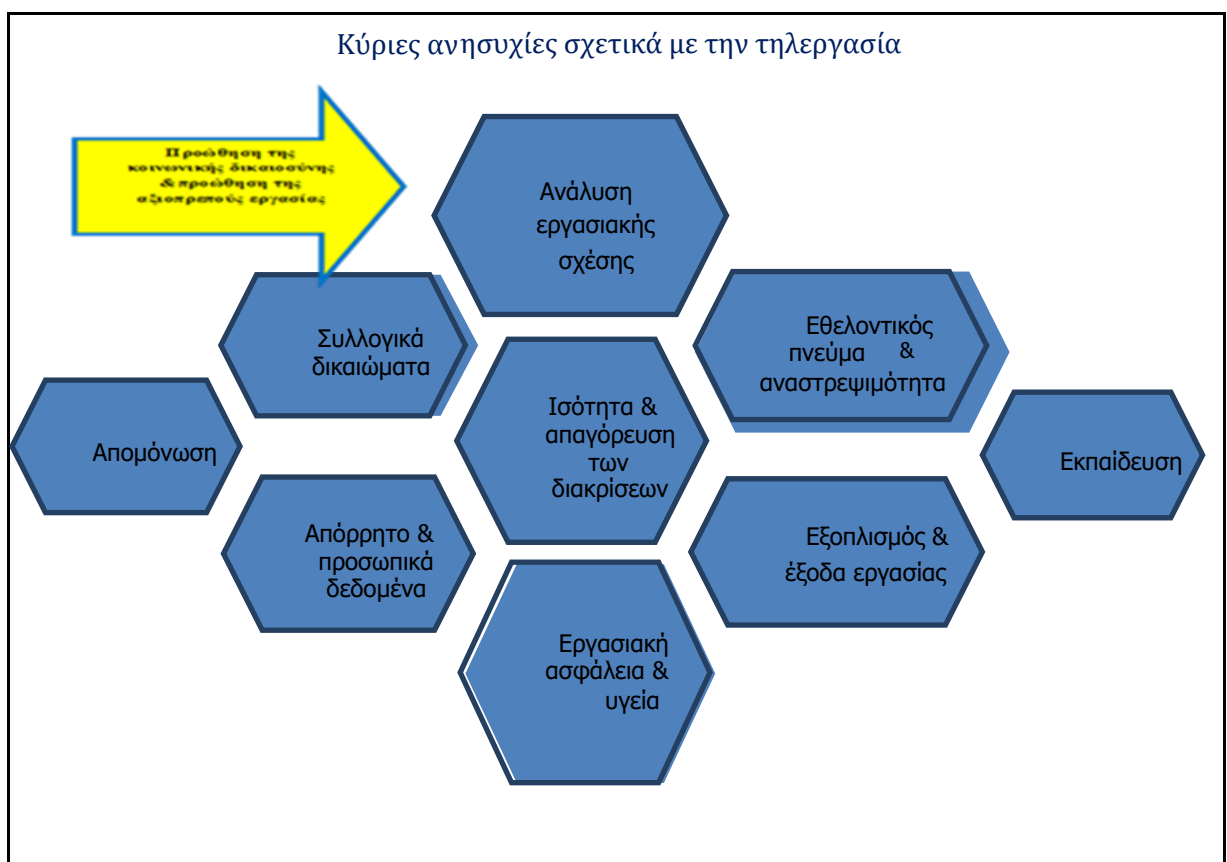 Κύριες ανησυχίες σχετικά με την τηλεργασία
Προώθηση της
κοινωνικής δικαιοσύνης
& προώθηση της
αξιοπρεπούς εργασίας
Ανάλυση
εργασιακής
σχέσης
Συλλογικά
δικαιώματα
Εθελοντικός
πνεύμα &
αναστρεψιμότητα
Απομόνωση
Ισότητα &
απαγόρευση
των
διακρίσεων
Εκπαίδευση
Απόρρητο &
προσωπικά
δεδομένα
Εξοπλισμός &
έξοδα εργασίας
Εργασιακή
ασφάλεια &
υγεία